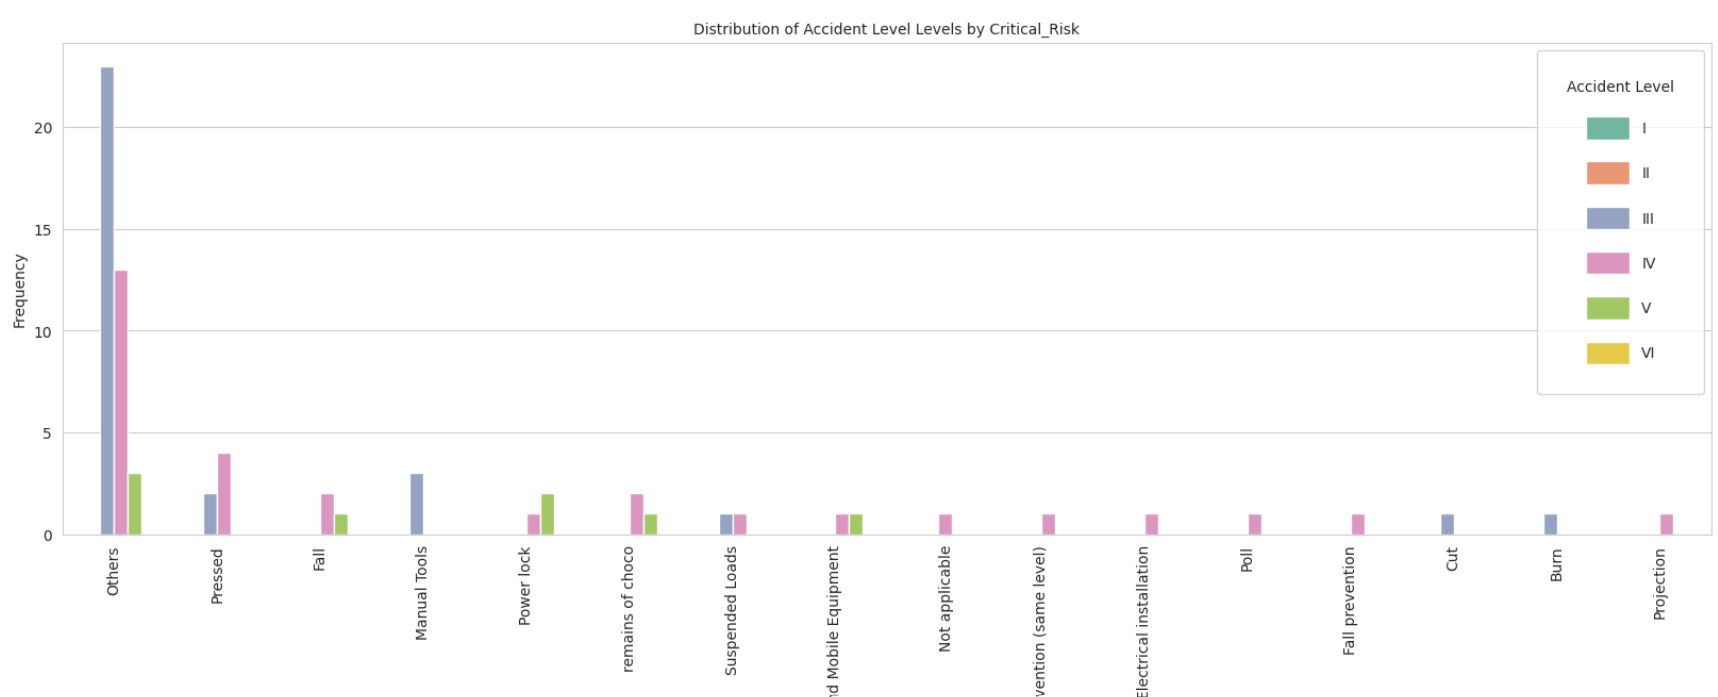 Distribution of Accident Level Levels by Critical_Risk
Accident Level
I
II
III
IV
V
VI
Frequency
20
15
10
5
0
Others
Pressed
Fall
Manual Tools
Power lock
remains of choco
Suspended Loads
Mobile Equipment
Not applicable
(same level)
Electrical installation
Poll
Fall prevention
Cut
Burn
Projection